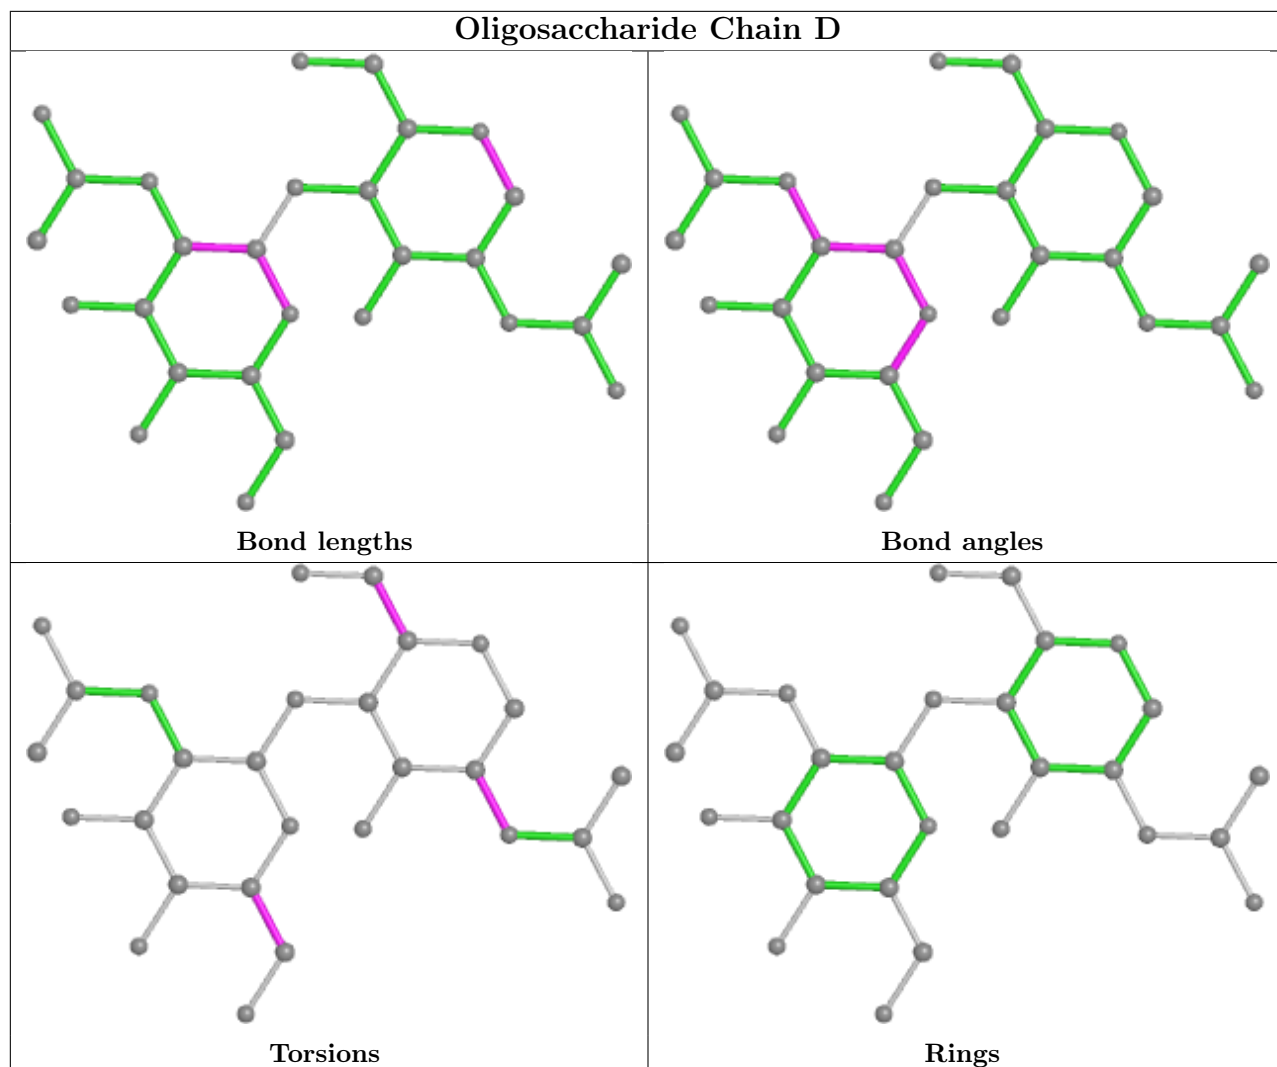 Oligosaccharide Chain D
Bond lengths
Bond angles
Torsions
Rings